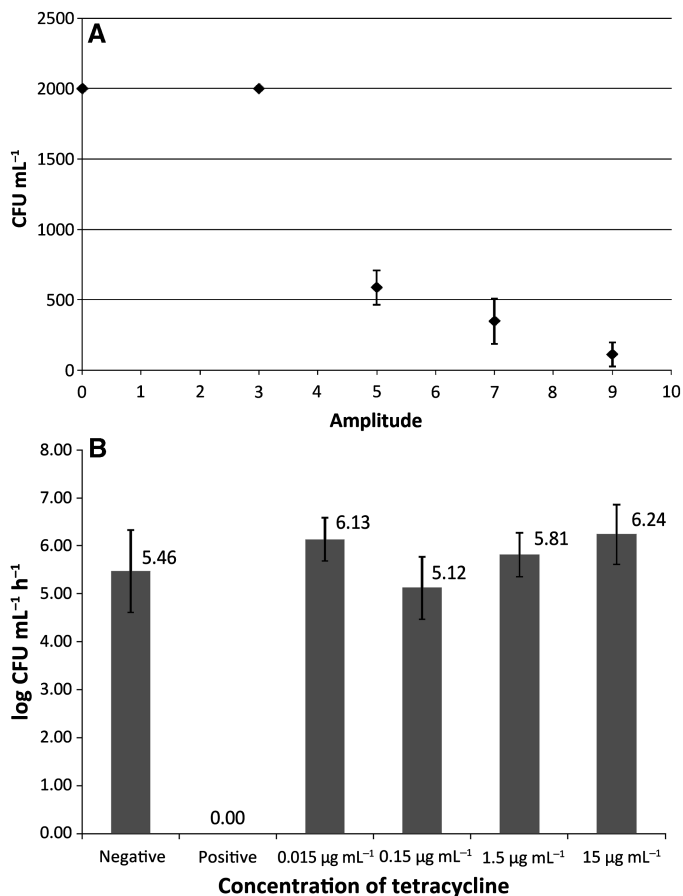 A
2500
2000
1500
1000
500
0
CFU mL⁻¹
0 1 2 3 4 5 6 7 8 9 10
Amplitude
B
8.00
7.00
6.00
5.00
4.00
3.00
2.00
1.00
0.00
log CFU mL⁻¹ h⁻¹
5.46
0.00
6.13
5.12
5.81
6.24
Negative Positive 0.015 µg mL⁻¹ 0.15 µg mL⁻¹ 1.5 µg mL⁻¹ 15 µg mL⁻¹
Concentration of tetracycline